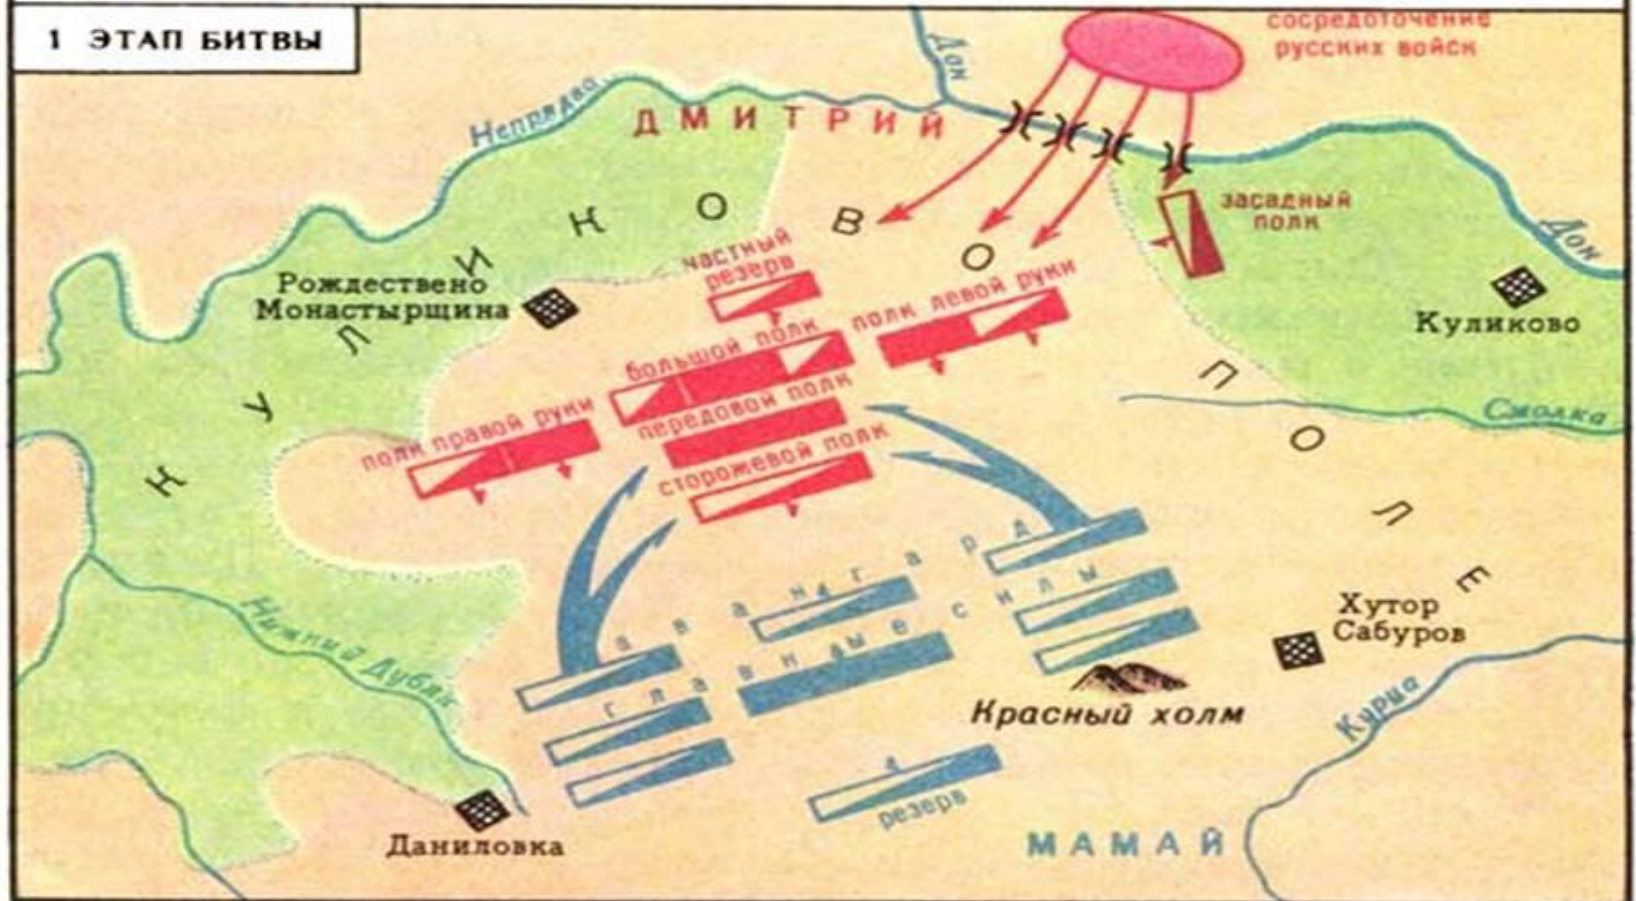 1 ЭТАП БИТВЫ
сосредоточение
русских войск
Дон
Непрядва
ДМИТРИЙ
засадный
полк
Дон
КУЛИКОВО ПОЛЕ
частный
резерв
Рождествено
Монастырщина
полк левой руки
Куликово
большой полк
передовой полк
Смолка
полк правой руки
сторожевой полк
авангард
главные силы
Хутор
Сабуров
Нижний Дубяк
Красный холм
Курца
резерв
Даниловка
МАМАЙ